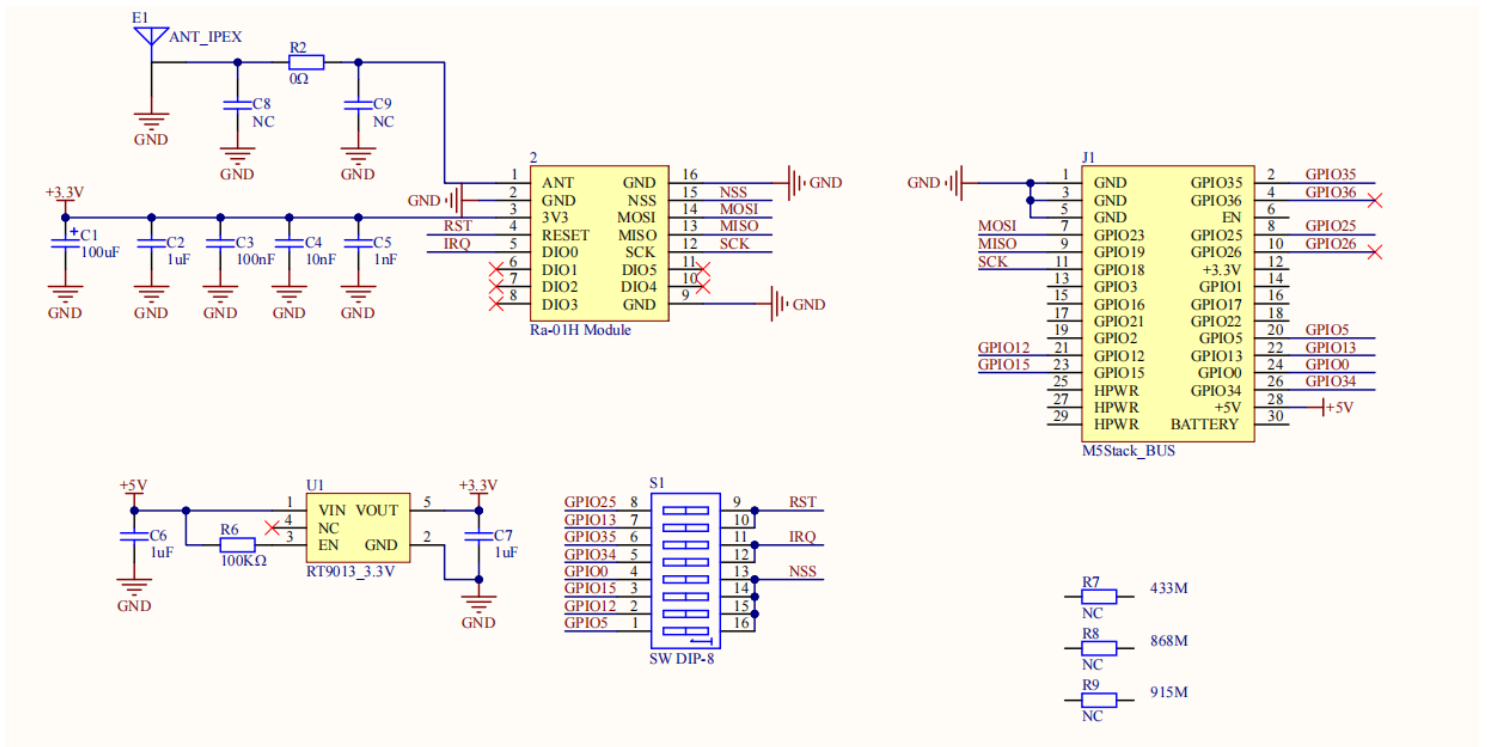 E1
ANT_IPEX
R2
0Ω
C8
NC
C9
NC
GND
GND
GND
+3.3V
C1
100uF
C2
1uF
C3
100nF
C4
10nF
C5
1nF
GND
GND
GND
GND
GND
2
GND
RST
IRQ
1 ANT GND 16
2 GND NSS 15 NSS
3 3V3 MOSI 14 MOSI
4 RESET MISO 13 MISO
5 DIO0 SCK 12 SCK
6 DIO1 DIO5 11
7 DIO2 DIO4 10
8 DIO3 GND 9
GND
GND
Ra-01H Module
J1
GND
1 GND GPIO35 2 GPIO35
3 GND GPIO36 4 GPIO36
5 GND EN 6
MOSI 7 GPIO23 GPIO25 8 GPIO25
MISO 9 GPIO19 GPIO26 10 GPIO26
SCK 11 GPIO18 +3.3V 12
13 GPIO3 GPIO1 14
15 GPIO16 GPIO17 16
17 GPIO21 GPIO22 18
19 GPIO2 GPIO5 20 GPIO5
GPIO12 21 GPIO12 GPIO13 22 GPIO13
GPIO15 23 GPIO15 GPIO0 24 GPIO0
25 HPWR GPIO34 26 GPIO34
27 HPWR +5V 28 +5V
29 HPWR BATTERY 30
M5Stack_BUS
+5V
C6
1uF
GND
R6
100KΩ
U1
1 VIN VOUT 5
4 NC
3 EN GND 2
RT9013_3.3V
+3.3V
C7
1uF
GND
S1
GPIO25 8 9 RST
GPIO13 7 10
GPIO35 6 11 IRQ
GPIO34 5 12
GPIO0 4 13 NSS
GPIO15 3 14
GPIO12 2 15
GPIO5 1 16
SW DIP-8
R7 433M
NC
R8 868M
NC
R9 915M
NC